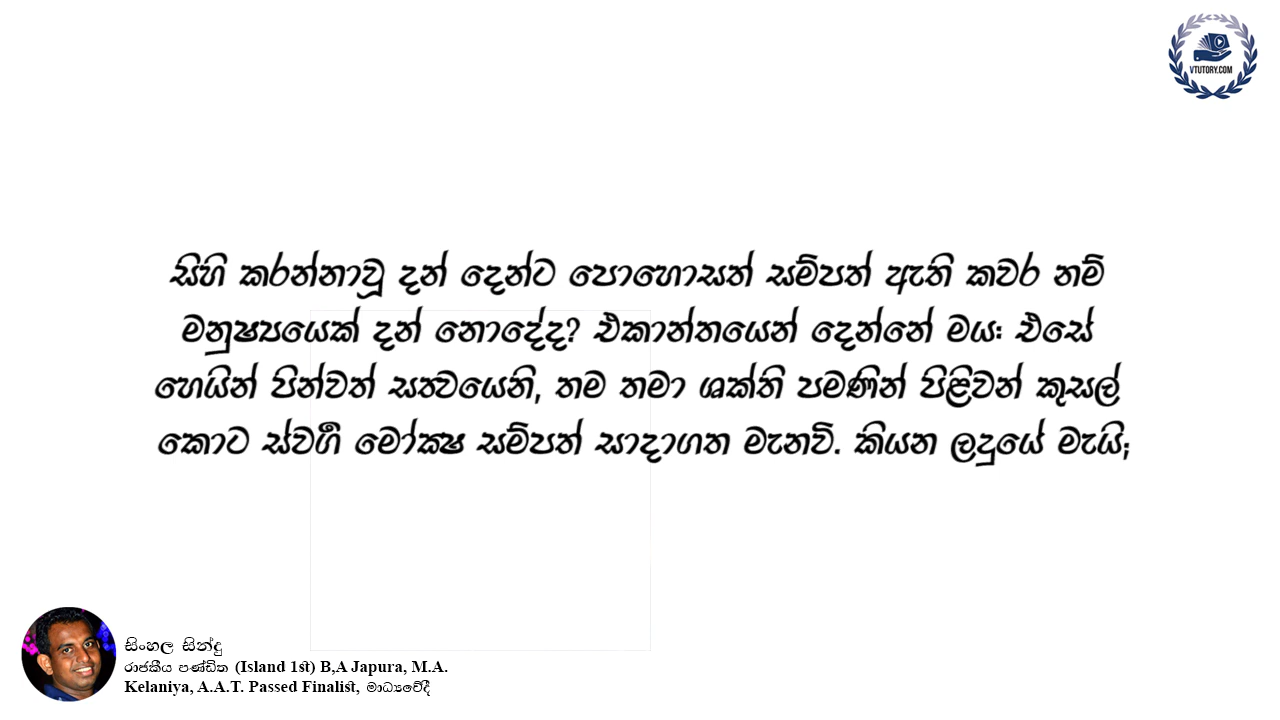 VTUTORY.COM
සිහි කරන්නාවූ දන් දෙන්ට පොහොසත් සම්පත් ඇති කවර නම්
මනුෂ්‍යයෙක් දන් නොදේද? එකාන්තයෙන් දෙන්නේ මය: එසේ
හෙයින් පින්වත් සත්‍වයෙනි, තම තමා ශක්ති පමණින් පිළිවන් කුසල්
කොට ස්වර්‍ග මෝක්‍ෂ සම්පත් සාදාගත මැනවි. කියන ලදුයේ මැයි;
සිංහල සින්දු
රාජකීය පණ්ඩිත (Island 1st) B,A Japura, M.A.
Kelaniya, A.A.T. Passed Finalist, මාධ්‍යවේදී